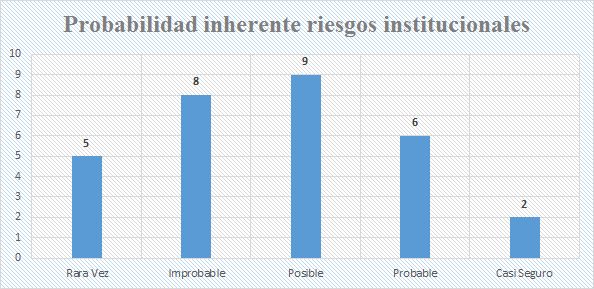 Probabilidad inherente riesgos institucionales
10
9
8
7
6
5
4
3
2
1
0
5
8
9
6
2
Rara Vez
Improbable
Posible
Probable
Casi Seguro